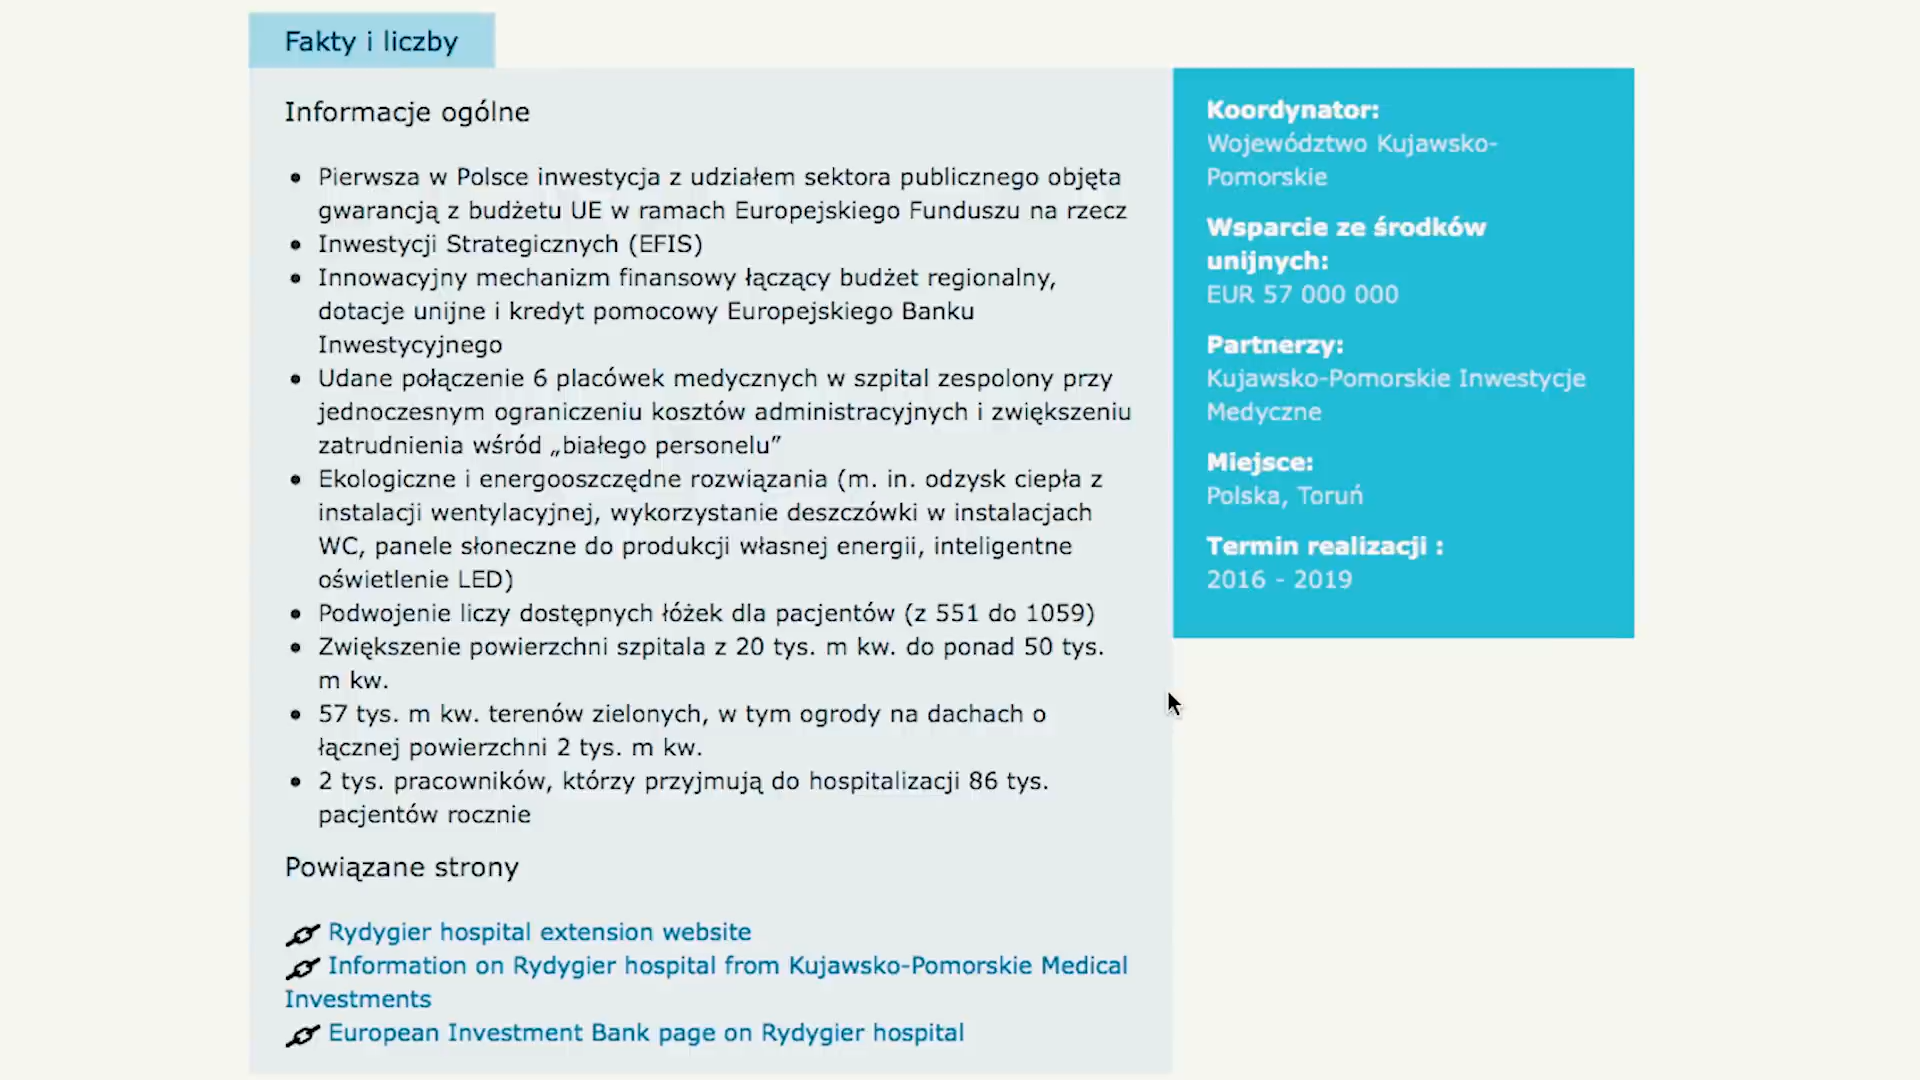 Fakty i liczby
Informacje ogólne
Pierwsza w Polsce inwestycja z udziałem sektora publicznego objęta
gwarancją z budżetu UE w ramach Europejskiego Funduszu na rzecz
Inwestycji Strategicznych (EFIS)
Innowacyjny mechanizm finansowy łączący budżet regionalny,
dotacje unijne i kredyt pomocowy Europejskiego Banku
Inwestycyjnego
Udane połączenie 6 placówek medycznych w szpital zespolony przy
jednoczesnym ograniczeniu kosztów administracyjnych i zwiększeniu
zatrudnienia wśród „białego personelu”
Ekologiczne i energooszczędne rozwiązania (m. in. odzysk ciepła z
instalacji wentylacyjnej, wykorzystanie deszczówki w instalacjach
WC, panele słoneczne do produkcji własnej energii, inteligentne
oświetlenie LED)
Podwojenie liczy dostępnych łóżek dla pacjentów (z 551 do 1059)
Zwiększenie powierzchni szpitala z 20 tys. m kw. do ponad 50 tys.
m kw.
57 tys. m kw. terenów zielonych, w tym ogrody na dachach o
łącznej powierzchni 2 tys. m kw.
2 tys. pracowników, którzy przyjmują do hospitalizacji 86 tys.
pacjentów rocznie
Powiązane strony
Rydygier hospital extension website
Information on Rydygier hospital from Kujawsko-Pomorskie Medical
Investments
European Investment Bank page on Rydygier hospital
Koordynator:
Województwo Kujawsko-
Pomorskie
Wsparcie ze środków
unijnych:
EUR 57 000 000
Partnerzy:
Kujawsko-Pomorskie Inwestycje
Medyczne
Miejsce:
Polska, Toruń
Termin realizacji :
2016 - 2019